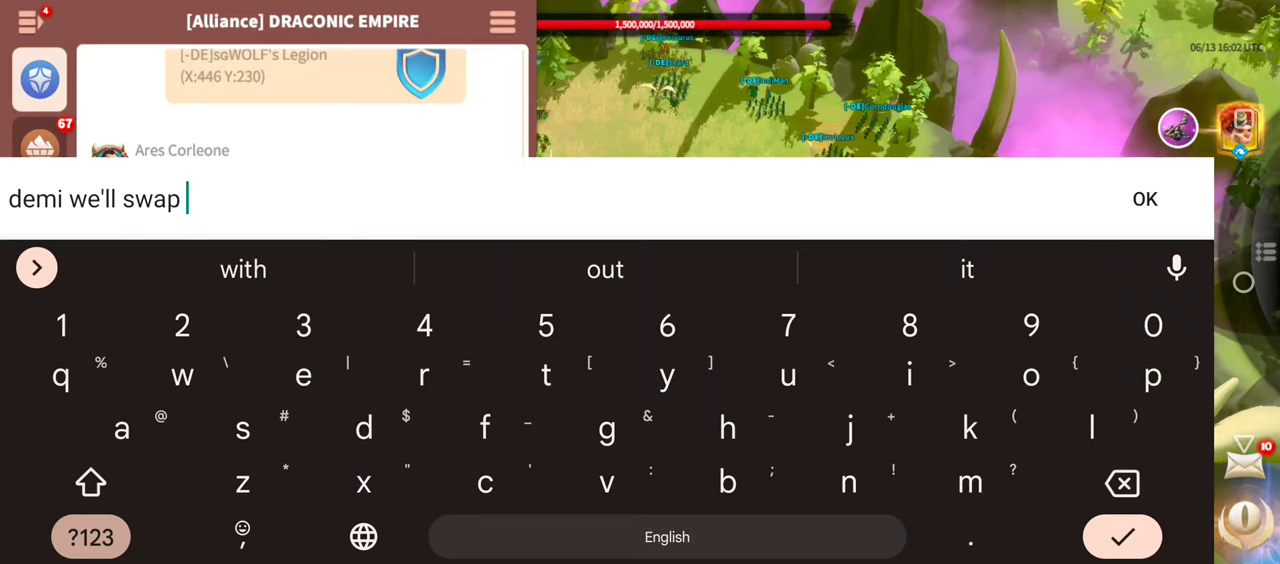 4
[Alliance] DRACONIC EMPIRE
[-DE]sgWOLF's Legion
(X:446 Y:230)
67
Ares Corleone
1,500,000/1,500,000
06/13 16:02 UTC
demi we'll swap
OK
with out it
1 2 3 4 5 6 7 8 9 0
% \ | = [ ] < > { }
q w e r t y u i o p
@ # $ _ & - + ( )
a s d f g h j k l
* " ' : ; ! ?
z x c v b n m
?123 , English .
10